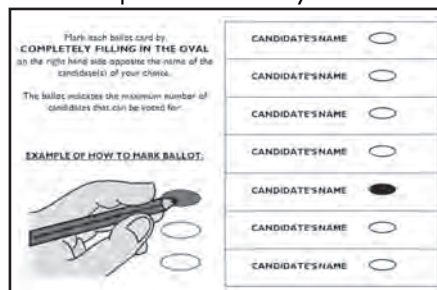 Mark each ballot card by
COMPLETELY FILLING IN THE OVAL
on the right hand side opposite the name of the
candidate(s) of your choice.
The ballot indicates the maximum number of
candidates that can be voted for.
EXAMPLE OF HOW TO MARK BALLOT:
CANDIDATE'S NAME
CANDIDATE'S NAME
CANDIDATE'S NAME
CANDIDATE'S NAME
CANDIDATE'S NAME
CANDIDATE'S NAME
CANDIDATE'S NAME